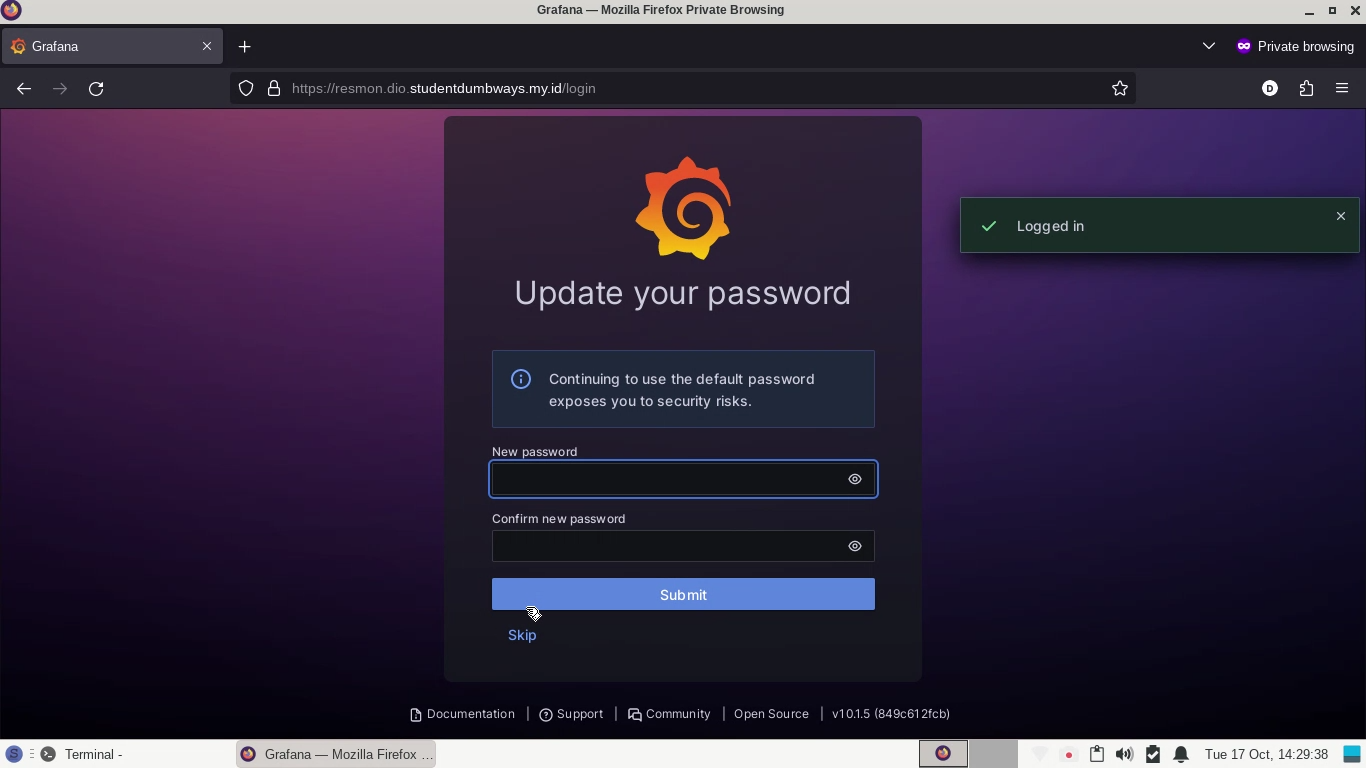 Grafana — Mozilla Firefox Private Browsing
Grafana
Private browsing
https://resmon.dio.studentdumbways.my.id/login
D
Logged in
Update your password
Continuing to use the default password
exposes you to security risks.
New password
Confirm new password
Submit
Skip
Documentation | Support | Community | Open Source | v10.1.5 (849c612fcb)
S Terminal - Grafana — Mozilla Firefox ... Tue 17 Oct, 14:29:38